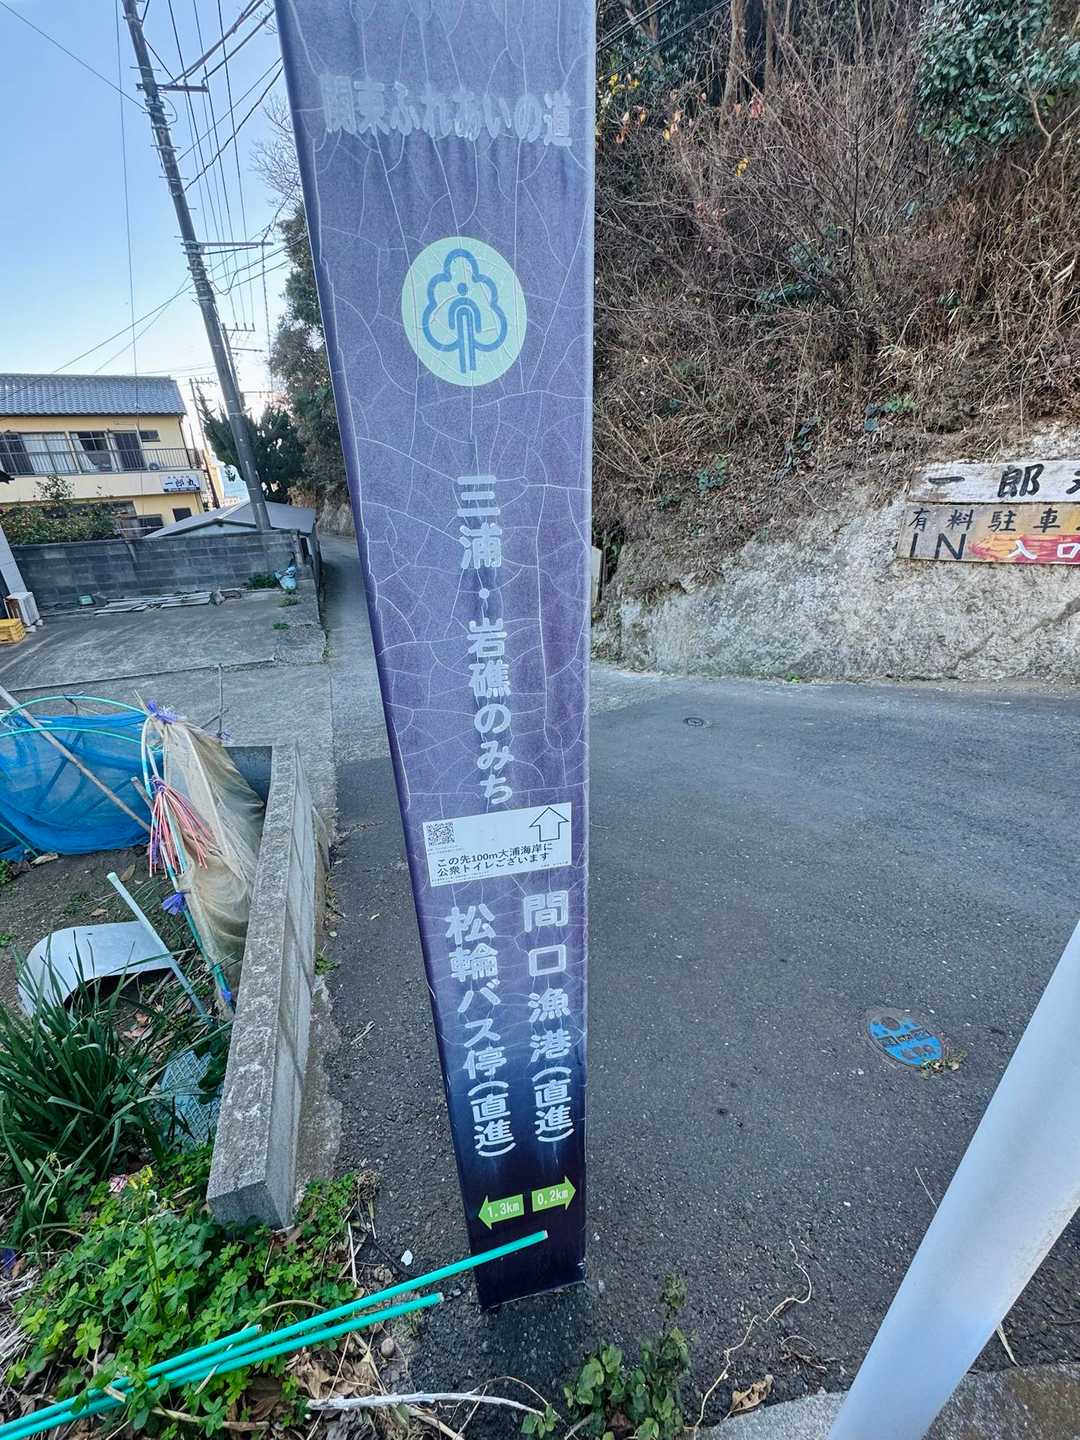 関東ふれあいの道
三浦・岩礁のみち
この先100m大浦海岸に
公衆トイレございます
間口漁港(直進)
松輪バス停(直進)
1.3km
0.2km
一郎丸
一郎
有料駐車
IN 入口